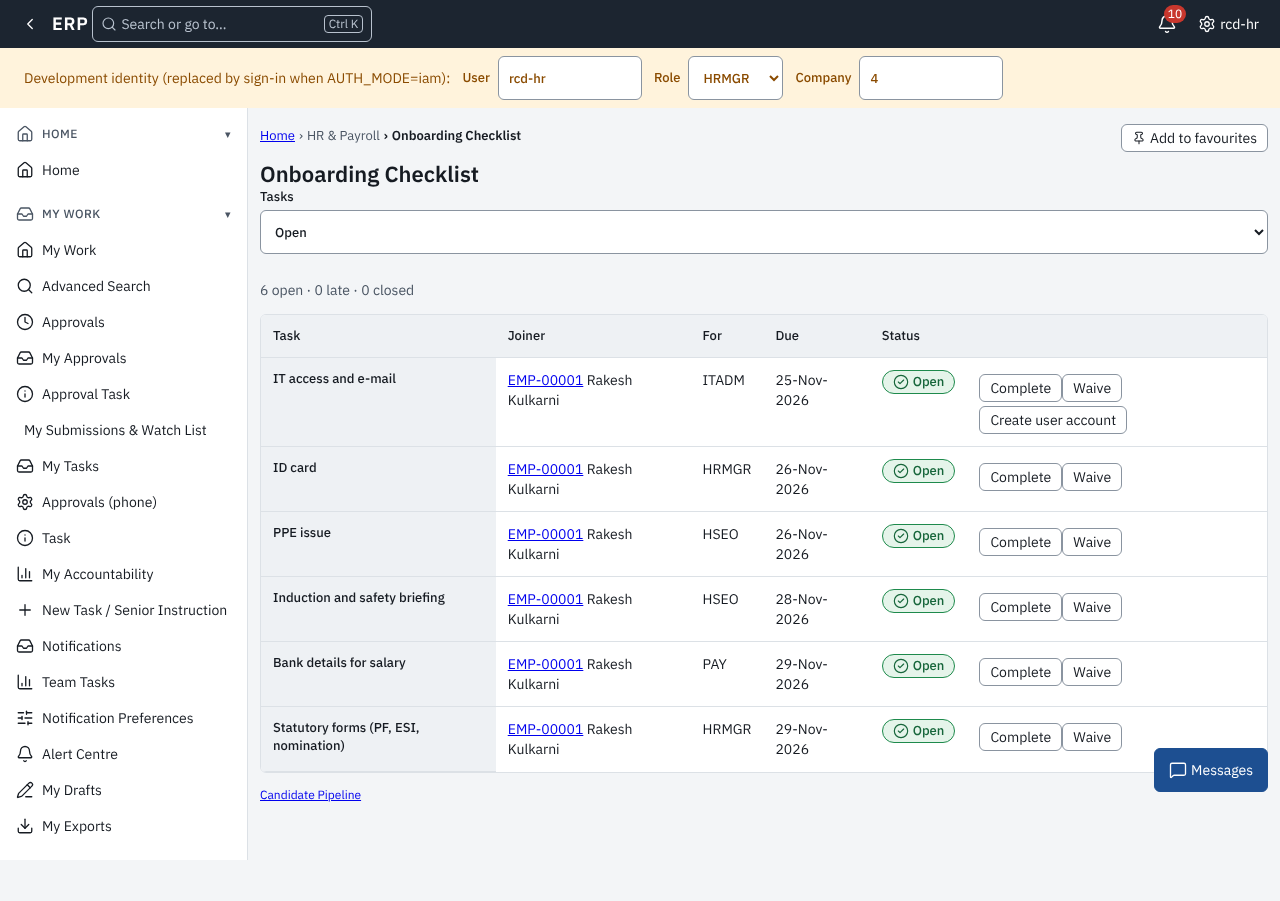 ERP
Search or go to...
Ctrl K
10
rcd-hr
Development identity (replaced by sign-in when AUTH_MODE=iam):
User
rcd-hr
Role
HRMGR
Company
4
HOME
Home
MY WORK
My Work
Advanced Search
Approvals
My Approvals
Approval Task
My Submissions & Watch List
My Tasks
Approvals (phone)
Task
My Accountability
New Task / Senior Instruction
Notifications
Team Tasks
Notification Preferences
Alert Centre
My Drafts
My Exports
Home › HR & Payroll › Onboarding Checklist
Add to favourites
Onboarding Checklist
Tasks
Open
6 open · 0 late · 0 closed
Task Joiner For Due Status
IT access and e-mail
EMP-00001 Rakesh
Kulkarni
ITADM
25-Nov-
2026
Open
Complete
Waive
Create user account
ID card
EMP-00001 Rakesh
Kulkarni
HRMGR
26-Nov-
2026
Open
Complete
Waive
PPE issue
EMP-00001 Rakesh
Kulkarni
HSEO
26-Nov-
2026
Open
Complete
Waive
Induction and safety briefing
EMP-00001 Rakesh
Kulkarni
HSEO
28-Nov-
2026
Open
Complete
Waive
Bank details for salary
EMP-00001 Rakesh
Kulkarni
PAY
29-Nov-
2026
Open
Complete
Waive
Statutory forms (PF, ESI,
nomination)
EMP-00001 Rakesh
Kulkarni
HRMGR
29-Nov-
2026
Open
Complete
Waive
Messages
Candidate Pipeline